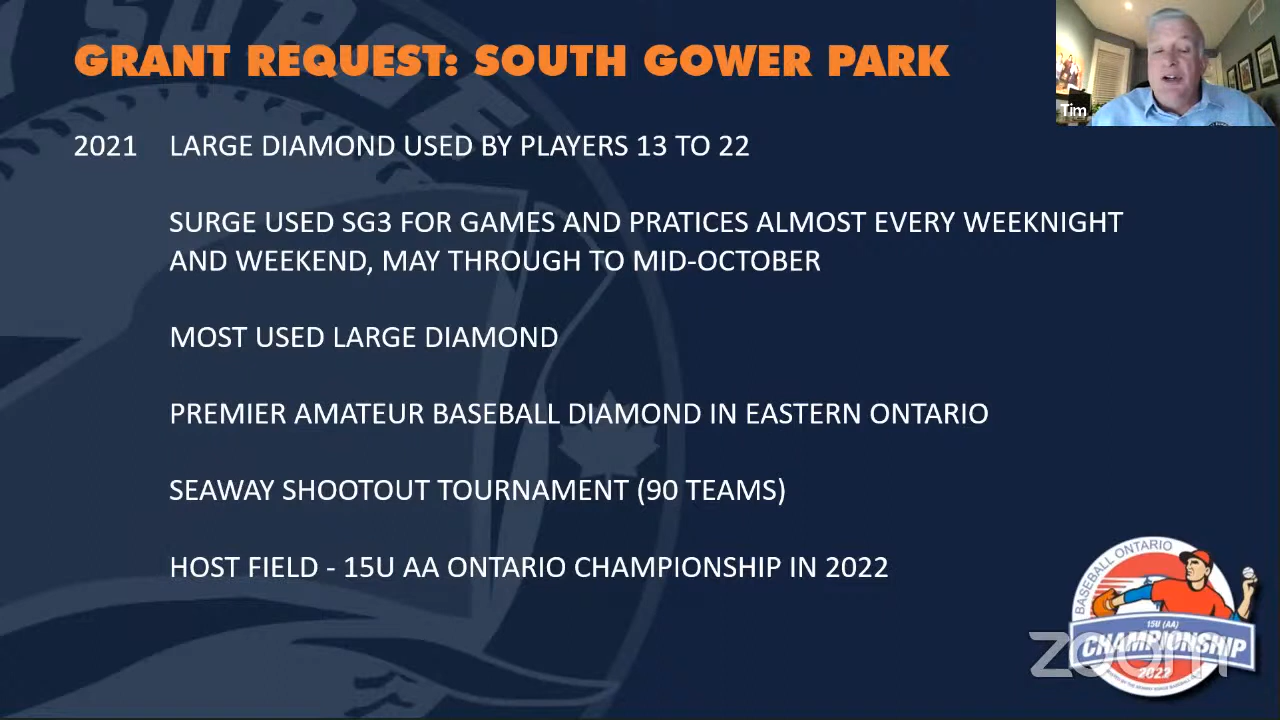 GRANT REQUEST: SOUTH GOWER PARK
Tim
2021 LARGE DIAMOND USED BY PLAYERS 13 TO 22
SURGE USED SG3 FOR GAMES AND PRATICES ALMOST EVERY WEEKNIGHT
AND WEEKEND, MAY THROUGH TO MID-OCTOBER
MOST USED LARGE DIAMOND
PREMIER AMATEUR BASEBALL DIAMOND IN EASTERN ONTARIO
SEAWAY SHOOTOUT TOURNAMENT (90 TEAMS)
HOST FIELD - 15U AA ONTARIO CHAMPIONSHIP IN 2022
BASEBALL ONTARIO
15U (AA)
CHAMPIONSHIP
2022
zoom
SURGE